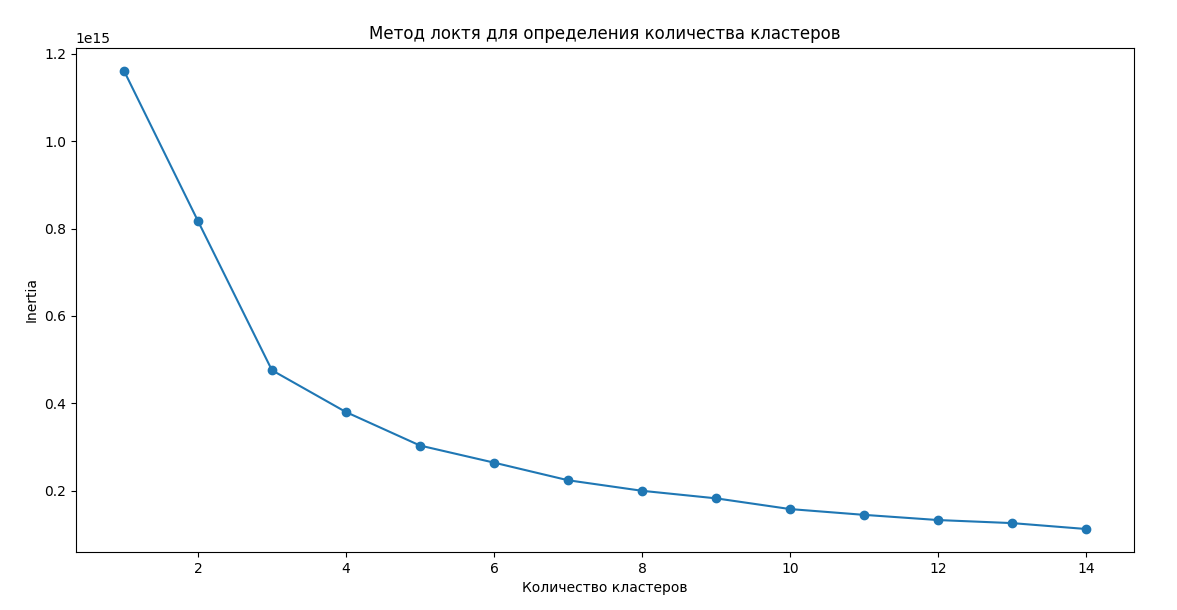 Метод локтя для определения количества кластеров
1e15
1.2
1.0
0.8
0.6
0.4
0.2
Inertia
2 4 6 8 10 12 14
Количество кластеров